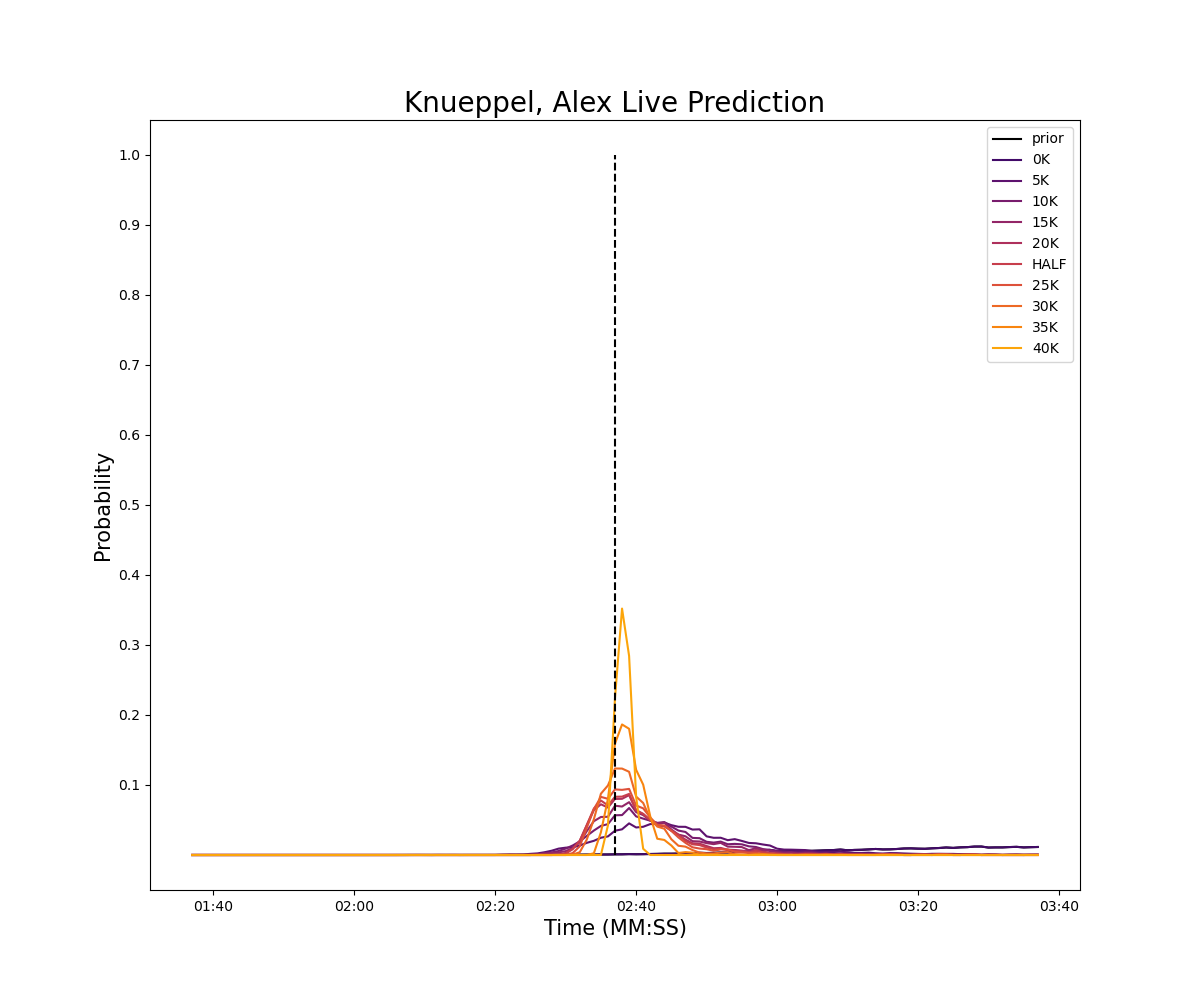 Knueppel, Alex Live Prediction
prior
0K
5K
10K
15K
20K
HALF
25K
30K
35K
40K
1.0
0.9
0.8
0.7
0.6
0.5
0.4
0.3
0.2
0.1
Probability
01:40 02:00 02:20 02:40 03:00 03:20 03:40
Time (MM:SS)